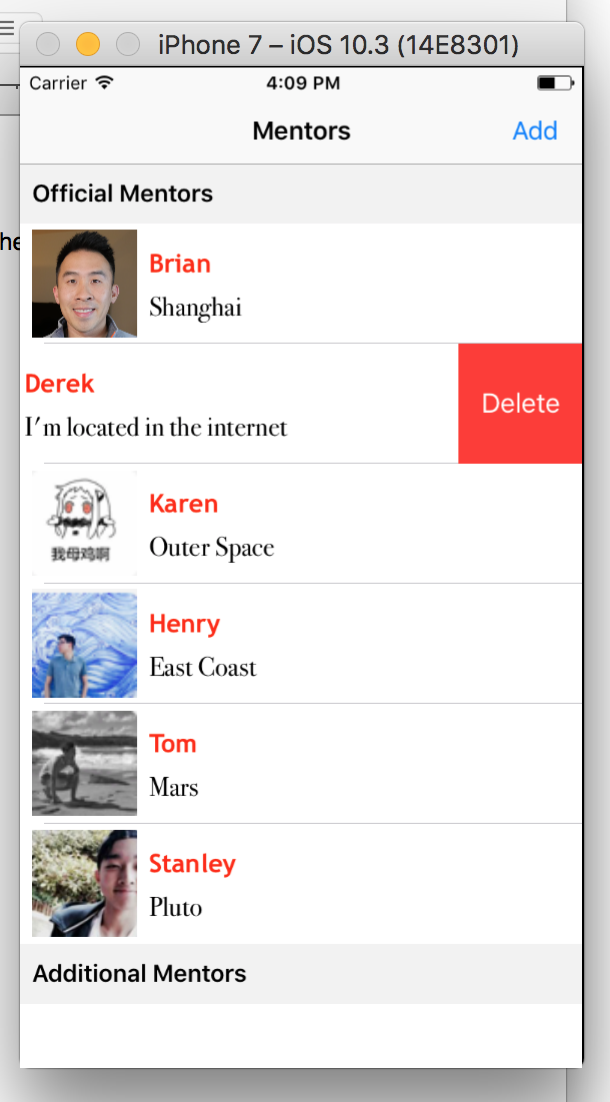 iPhone 7 – iOS 10.3 (14E8301)
Carrier
4:09 PM
Mentors
Add
he
Official Mentors
Brian
Shanghai
Derek
I'm located in the internet
Delete
Karen
Outer Space
我母鸡啊
Henry
East Coast
Tom
Mars
Stanley
Pluto
Additional Mentors